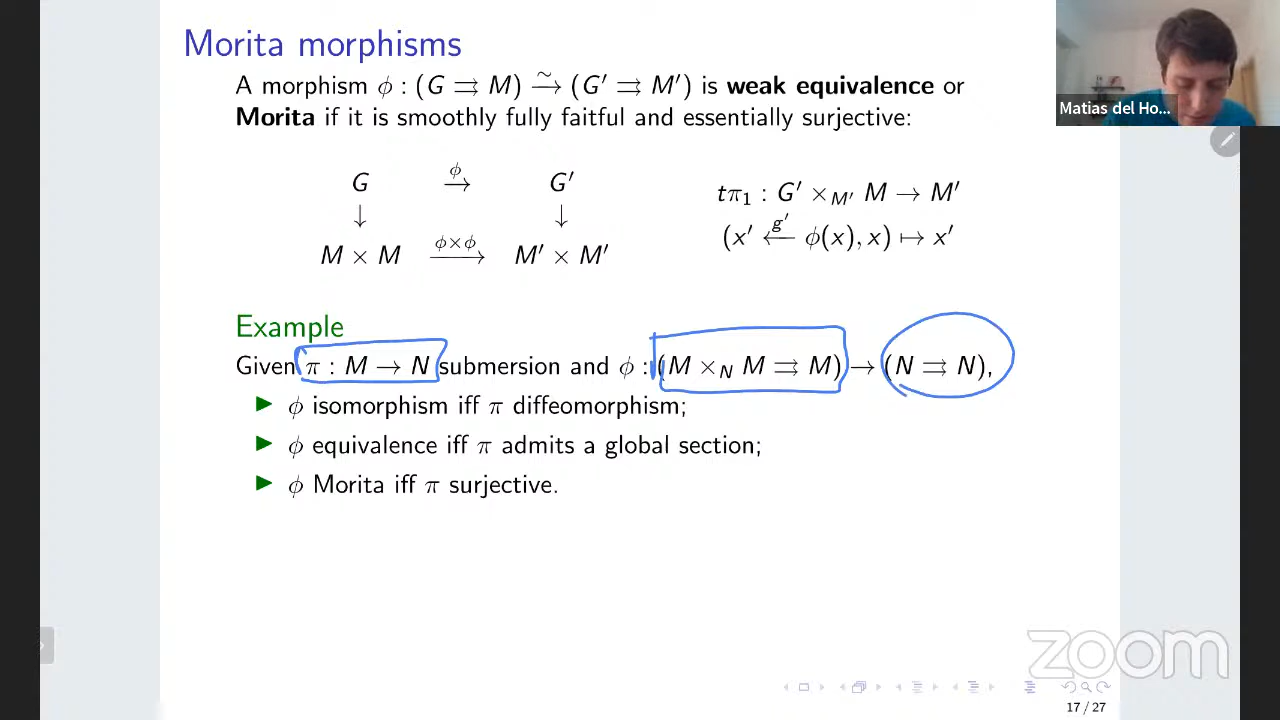 Morita morphisms
A morphism ϕ : (G ⇉ M) ⥲ (G′ ⇉ M′) is weak equivalence or
Morita if it is smoothly fully faitful and essentially surjective:
G ϕ→ G′
↓ ↓
M × M ϕ×ϕ→ M′ × M′
tπ₁ : G′ ×_M′ M → M′
(x′ ←g′ ϕ(x), x) ↦ x′
Example
Given π : M → N submersion and ϕ : (M ×_N M ⇉ M) → (N ⇉ N),
▶ ϕ isomorphism iff π diffeomorphism;
▶ ϕ equivalence iff π admits a global section;
▶ ϕ Morita iff π surjective.
Matias del Ho...
zoom
17 / 27